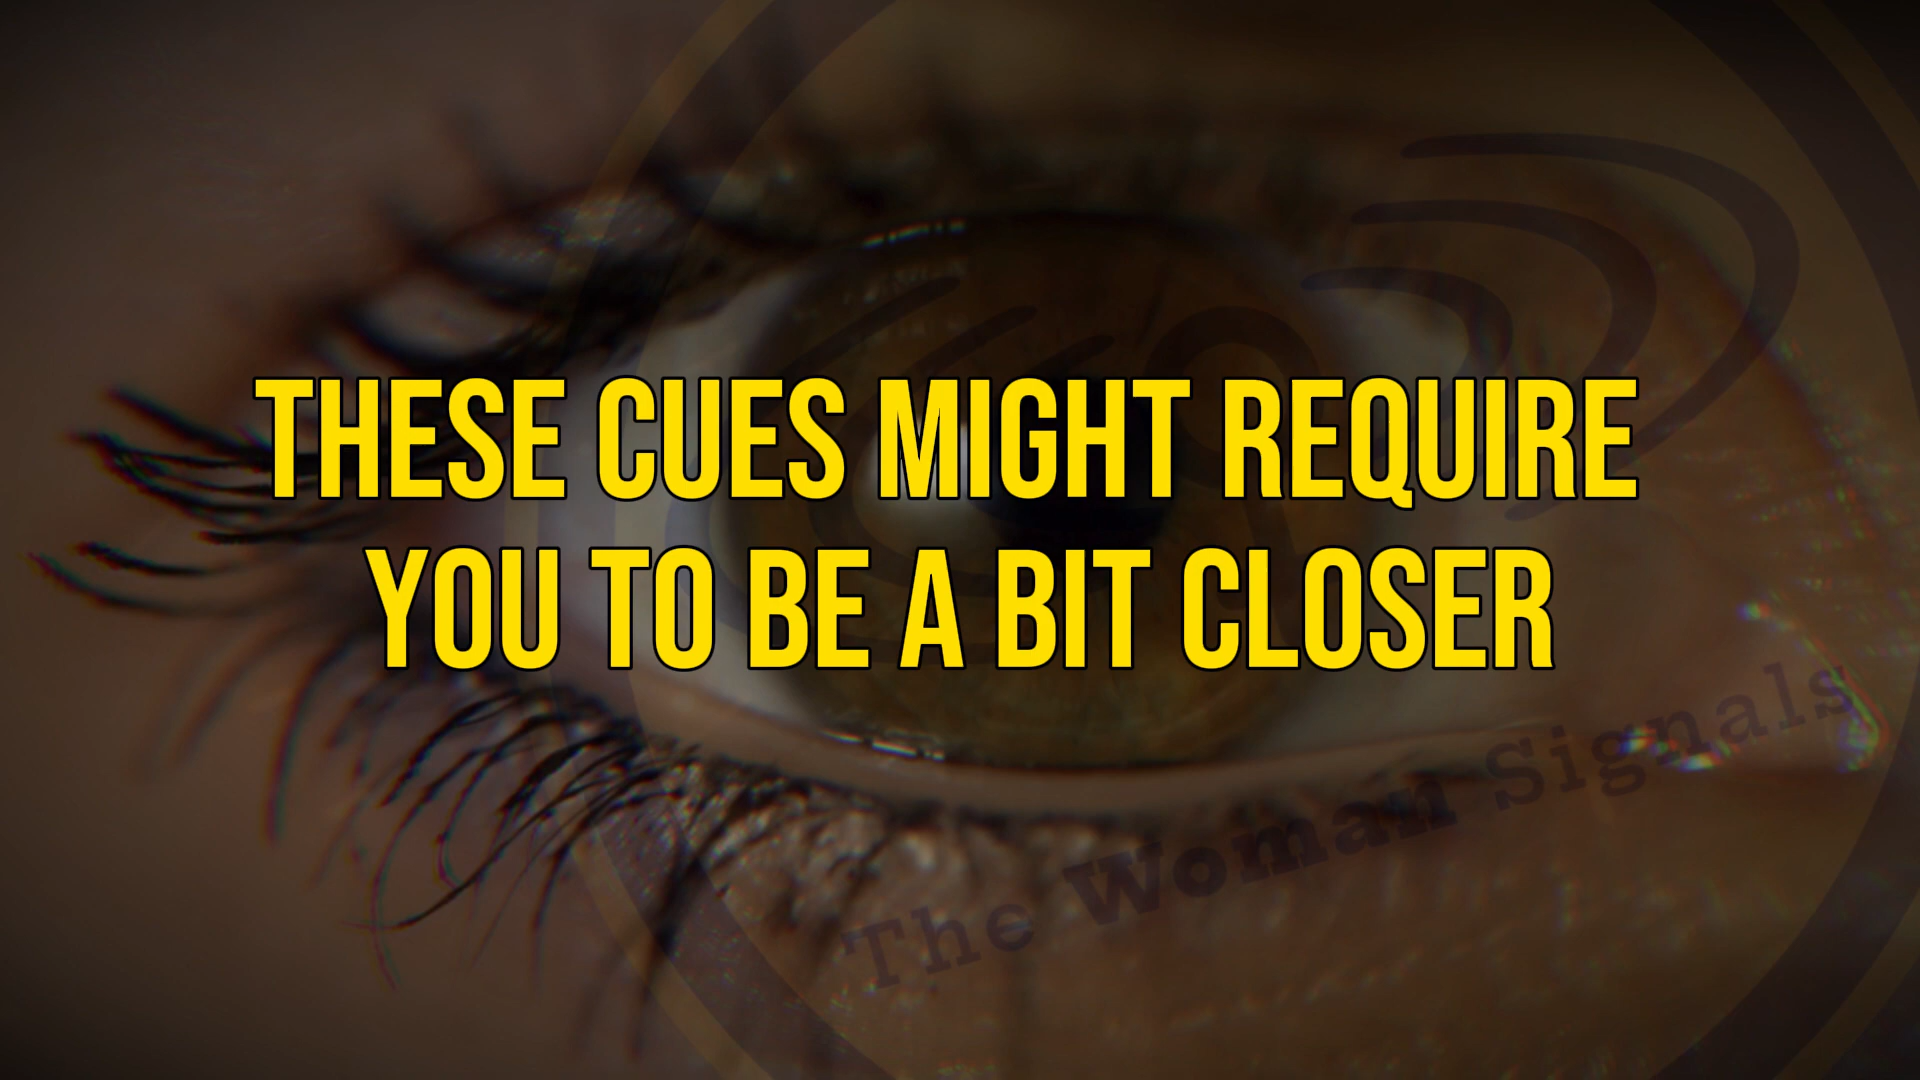 THESE CUES MIGHT REQUIRE
YOU TO BE A BIT CLOSER
The Woman Signals